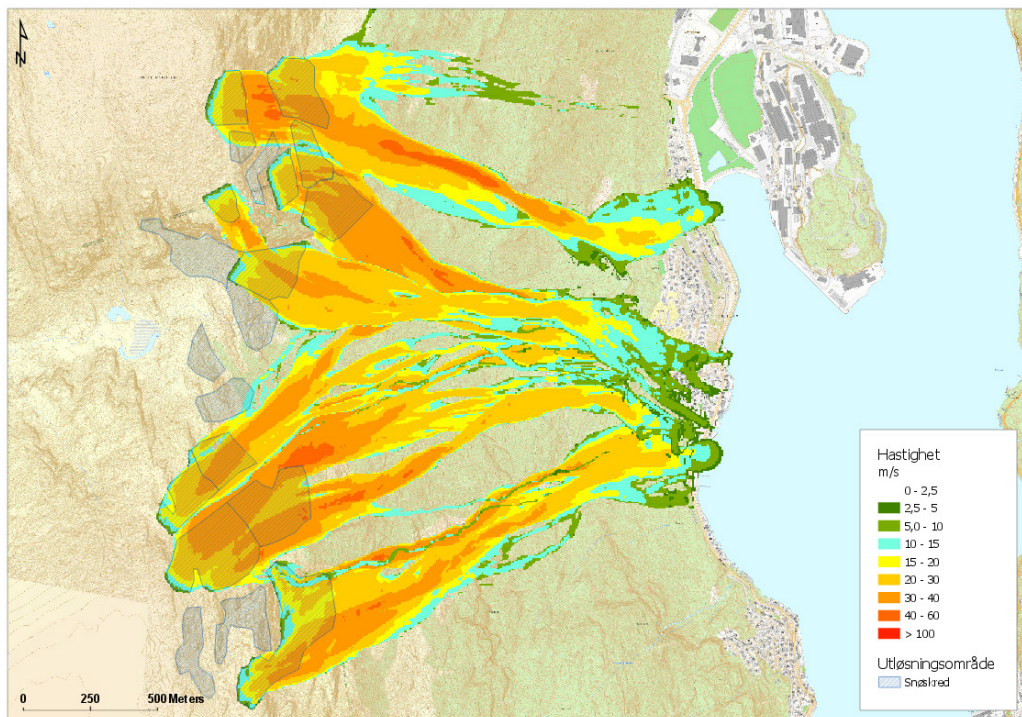 N
Hastighet
m/s
0 - 2,5
2,5 - 5
5,0 - 10
10 - 15
15 - 20
20 - 30
30 - 40
40 - 60
> 100
Utløsningsområde
Snøskred
0 250 500 Meters